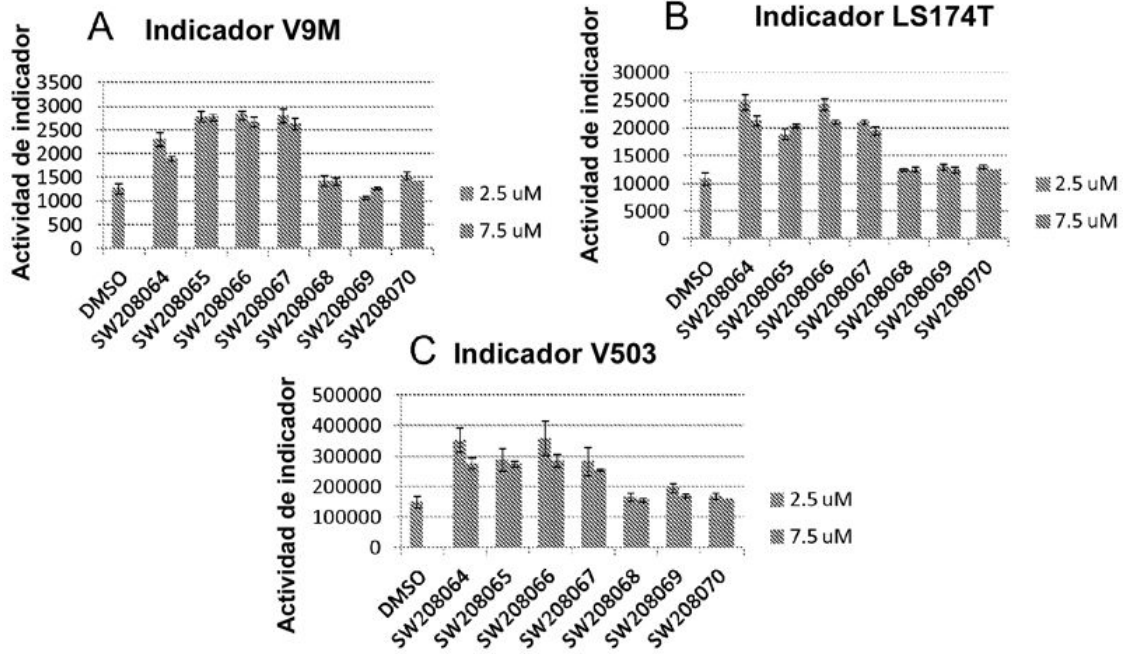 A Indicador V9M
Actividad de indicador
3500
3000
2500
2000
1500
1000
500
0
DMSO
SW208064
SW208065
SW208066
SW208067
SW208068
SW208069
SW208070
2.5 uM
7.5 uM
B Indicador LS174T
Actividad de indicador
30000
25000
20000
15000
10000
5000
0
DMSO
SW208064
SW208065
SW208066
SW208067
SW208068
SW208069
SW208070
2.5 uM
7.5 uM
C Indicador V503
Actividad de indicador
500000
400000
300000
200000
100000
0
DMSO
SW208064
SW208065
SW208066
SW208067
SW208068
SW208069
SW208070
2.5 uM
7.5 uM